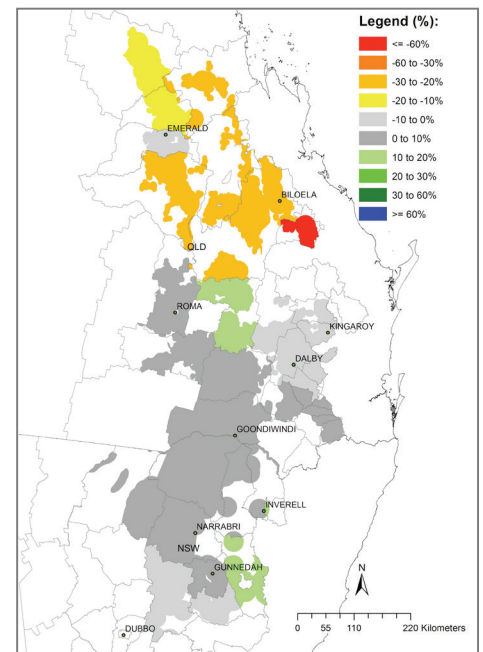 Legend (%):
<= -60%
-60 to -30%
-30 to -20%
-20 to -10%
-10 to 0%
0 to 10%
10 to 20%
20 to 30%
30 to 60%
>= 60%
EMERALD
BILOELA
QLD
ROMA
KINGAROY
DALBY
GOONDIWINDI
INVERELL
NARRABRI
NSW
GUNNEDAH
N
DUBBO
0 55 110 220 Kilometers